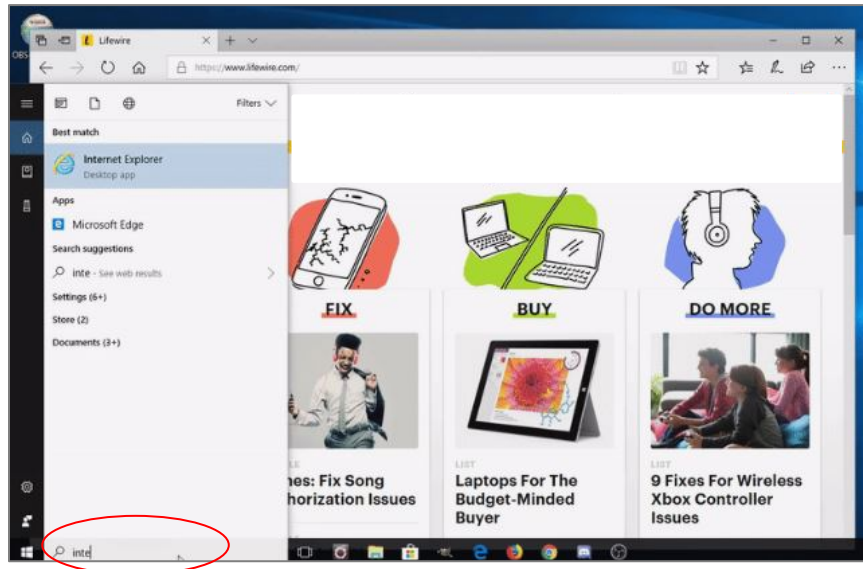 OBS
Lifewire
https://www.lifewire.com/
Filters
Best match
Internet Explorer
Desktop app
Apps
Microsoft Edge
Search suggestions
inte - See web results
Settings (6+)
Store (2)
Documents (3+)
inte
FIX
BUY
DO MORE
LIST
LIST
nes: Fix Song
horization Issues
Laptops For The
Budget-Minded
Buyer
9 Fixes For Wireless
Xbox Controller
Issues